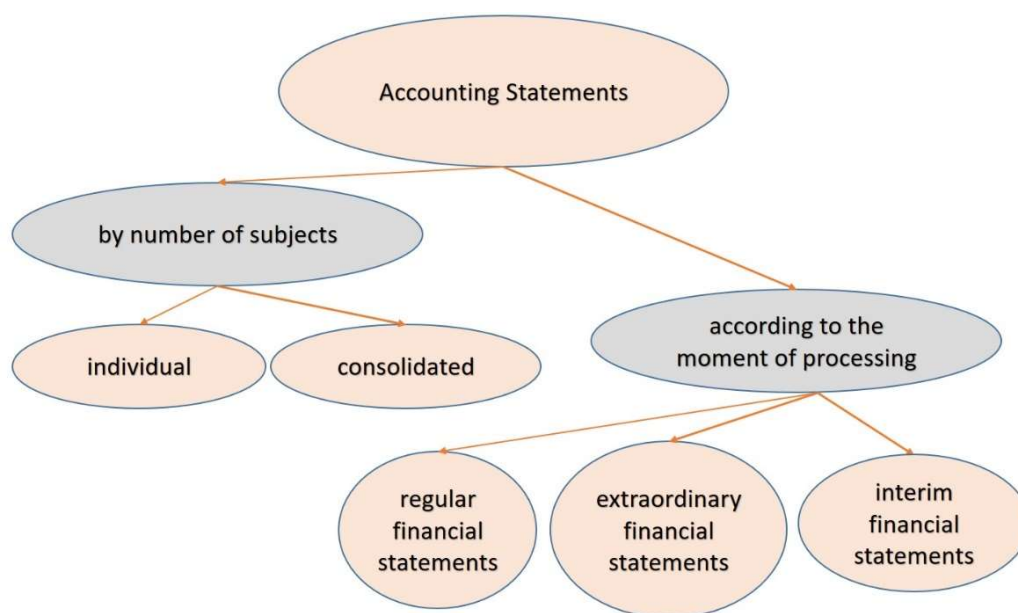 Accounting Statements
by number of subjects
according to the
moment of processing
individual
consolidated
regular
financial
statements
extraordinary
financial
statements
interim
financial
statements